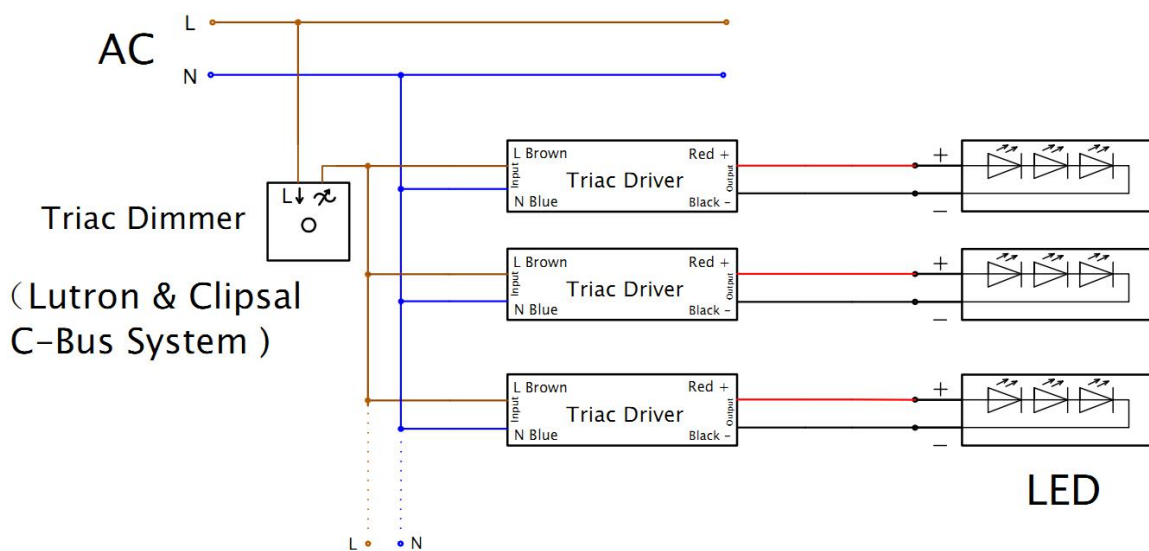 L
AC
N
L Brown
Red +
Input
Triac Driver
Output
N Blue
Black -
+
−
L
Triac Dimmer
（Lutron & Clipsal
C-Bus System )
L Brown
Red +
Input
Triac Driver
Output
N Blue
Black -
+
−
L Brown
Red +
Input
Triac Driver
Output
N Blue
Black -
+
−
LED
L
N